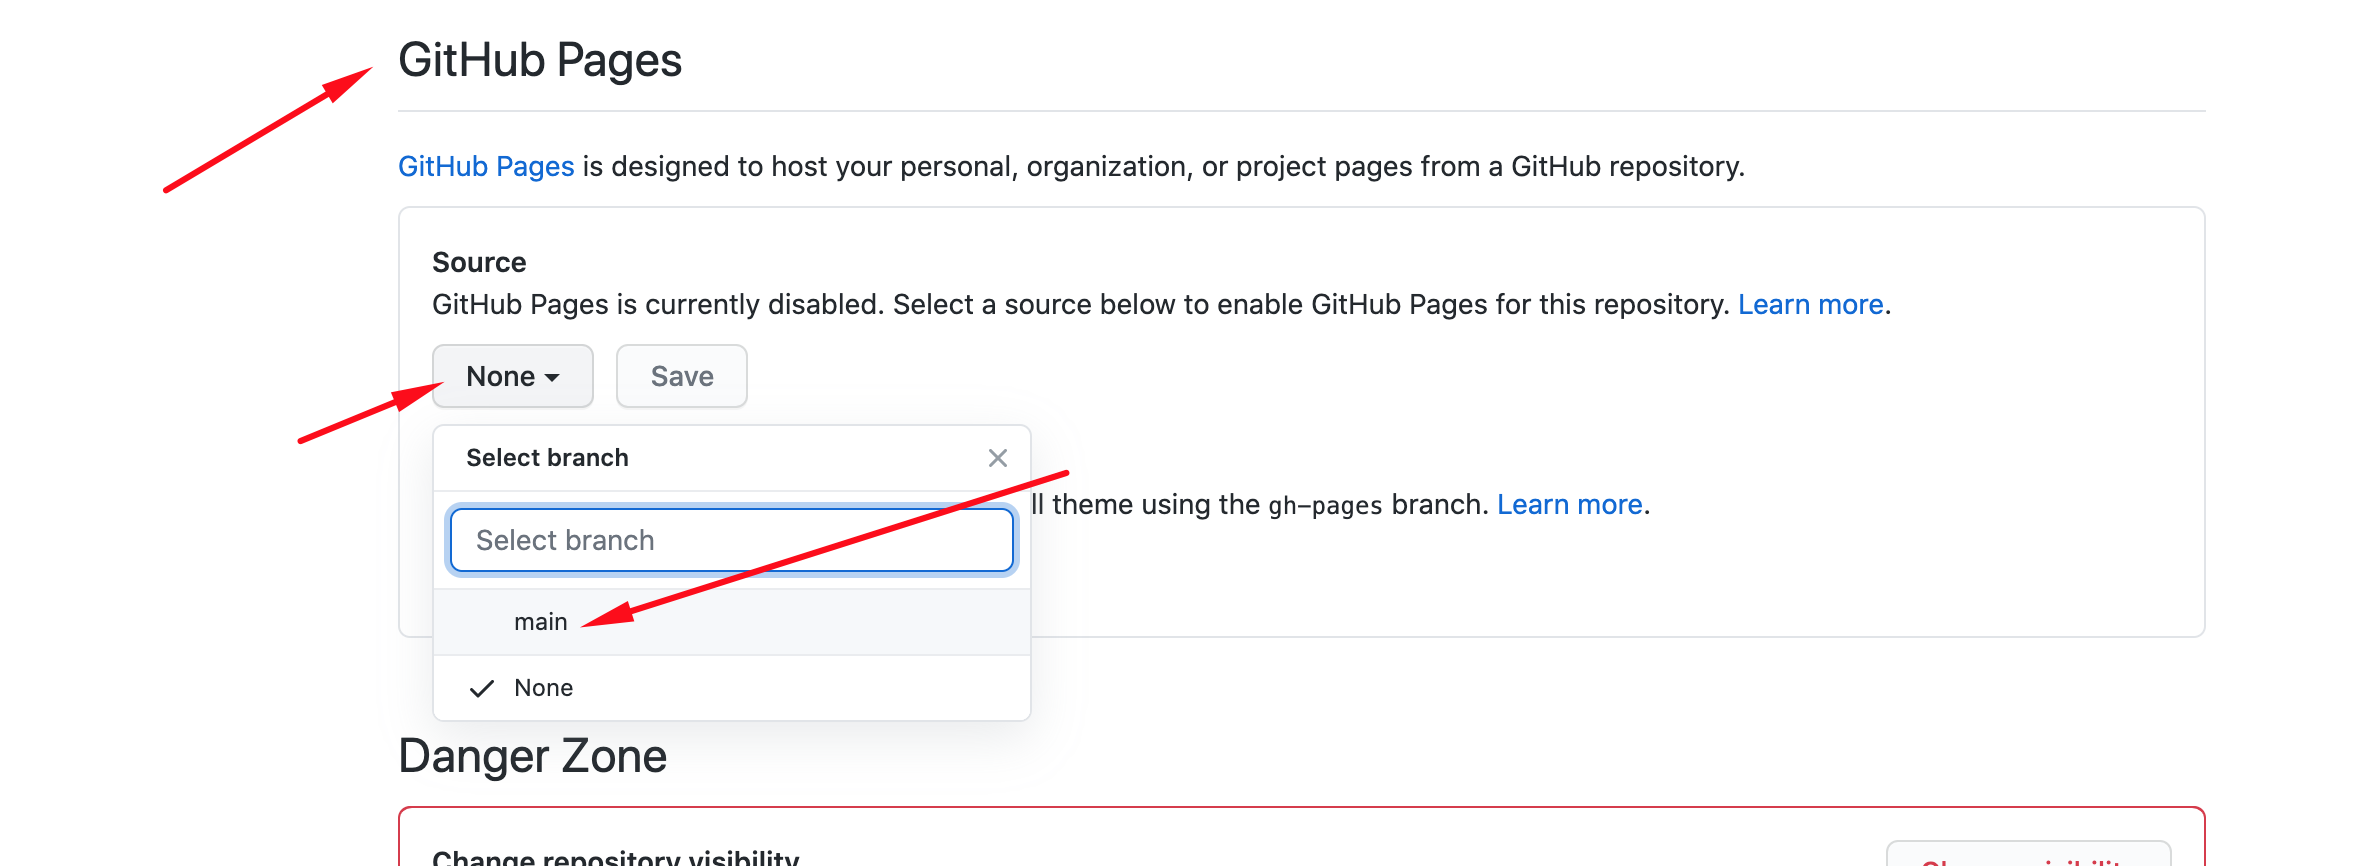 GitHub Pages
GitHub Pages is designed to host your personal, organization, or project pages from a GitHub repository.
Source
GitHub Pages is currently disabled. Select a source below to enable GitHub Pages for this repository. Learn more.
None
Save
Select branch
ll theme using the gh-pages branch. Learn more.
Select branch
main
None
Danger Zone
Change repository visibility